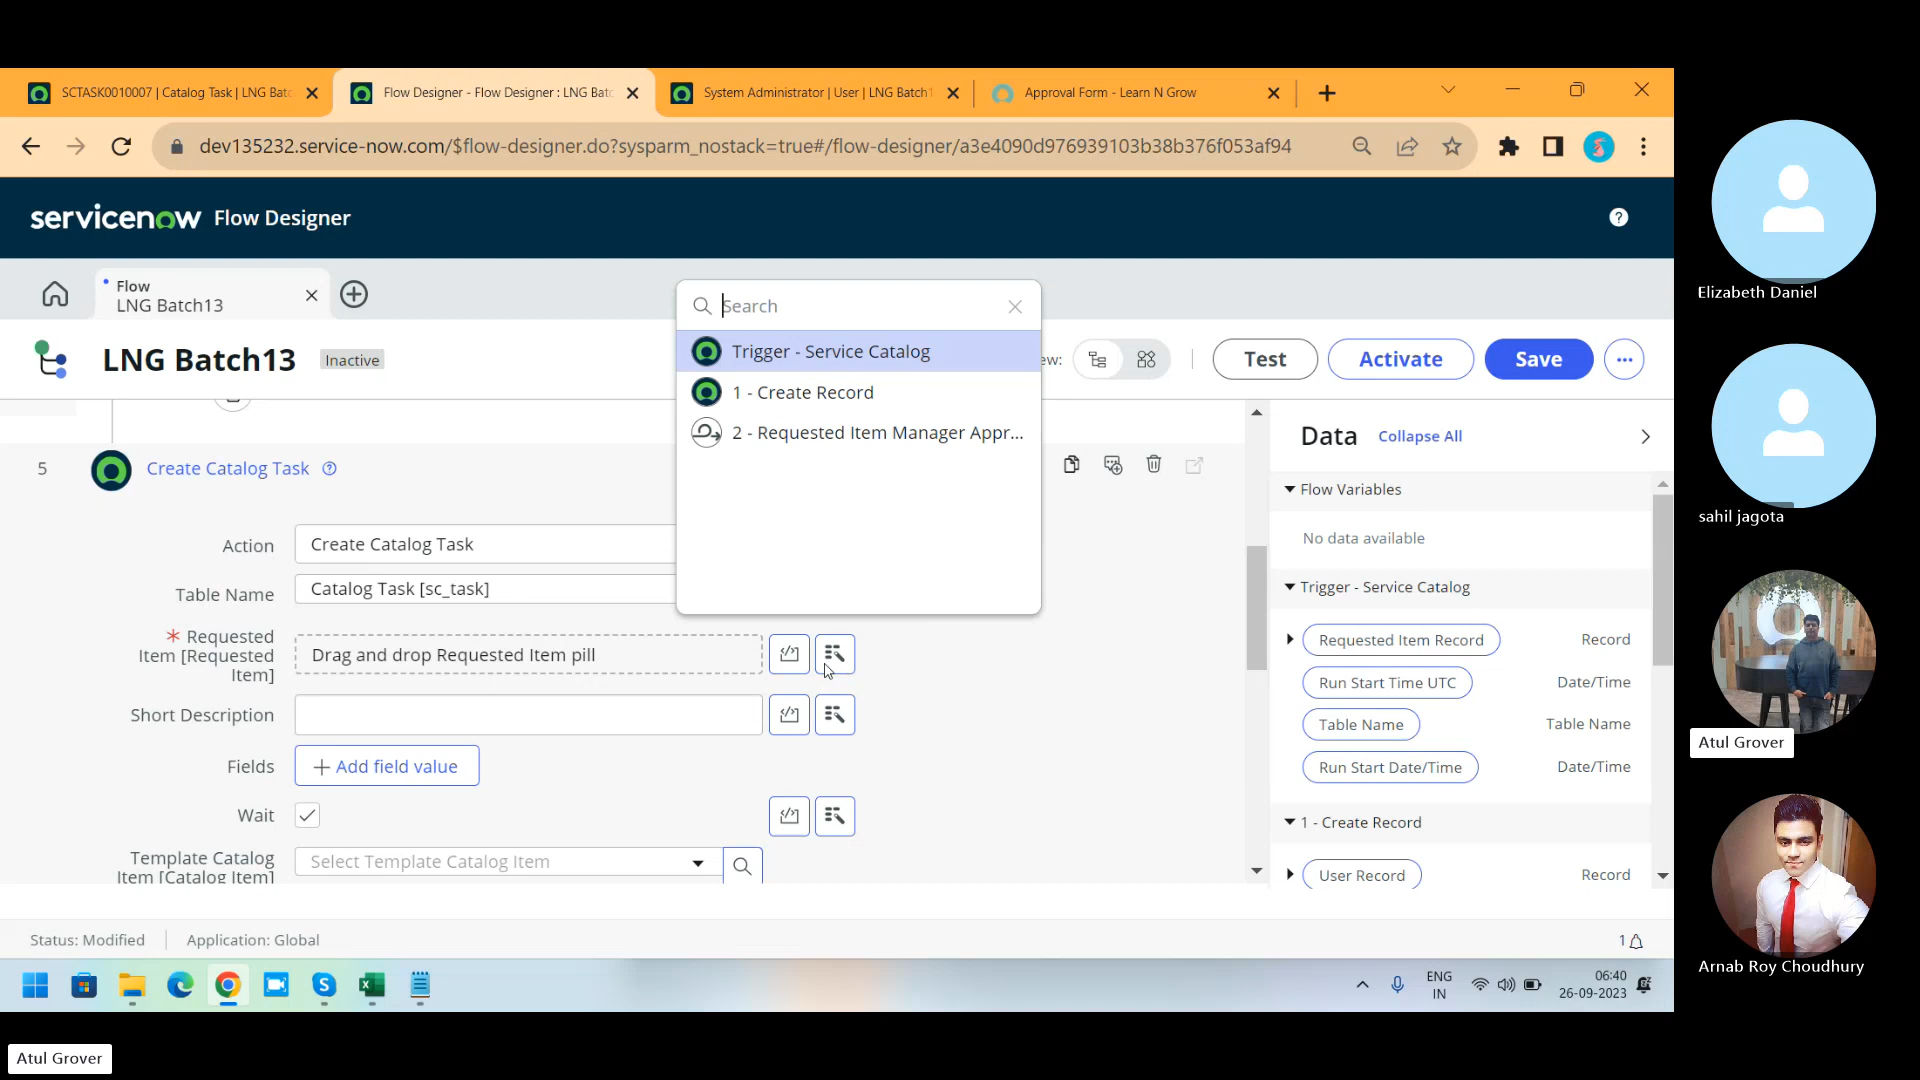 SCTASK0010007 | Catalog Task | LNG Batc
Flow Designer - Flow Designer : LNG Batc
System Administrator | User | LNG Batch1
Approval Form - Learn N Grow
dev135232.service-now.com/$flow-designer.do?sysparm_nostack=true#/flow-designer/a3e4090d976939103b38b376f053af94
servicenow Flow Designer
Flow
LNG Batch13
LNG Batch13
Inactive
Search
Trigger - Service Catalog
1 - Create Record
2 - Requested Item Manager Appr...
ew:
Test
Activate
Save
5
Create Catalog Task
Action
Create Catalog Task
Table Name
Catalog Task [sc_task]
* Requested
Item [Requested
Item]
Drag and drop Requested Item pill
Short Description
Fields
+ Add field value
Wait
Template Catalog
Item [Catalog Item]
Select Template Catalog Item
Data
Collapse All
Flow Variables
No data available
Trigger - Service Catalog
Requested Item Record
Record
Run Start Time UTC
Date/Time
Table Name
Table Name
Run Start Date/Time
Date/Time
1 - Create Record
User Record
Record
Status: Modified
Application: Global
1
ENG
IN
06:40
26-09-2023
Elizabeth Daniel
sahil jagota
Atul Grover
Arnab Roy Choudhury
Atul Grover